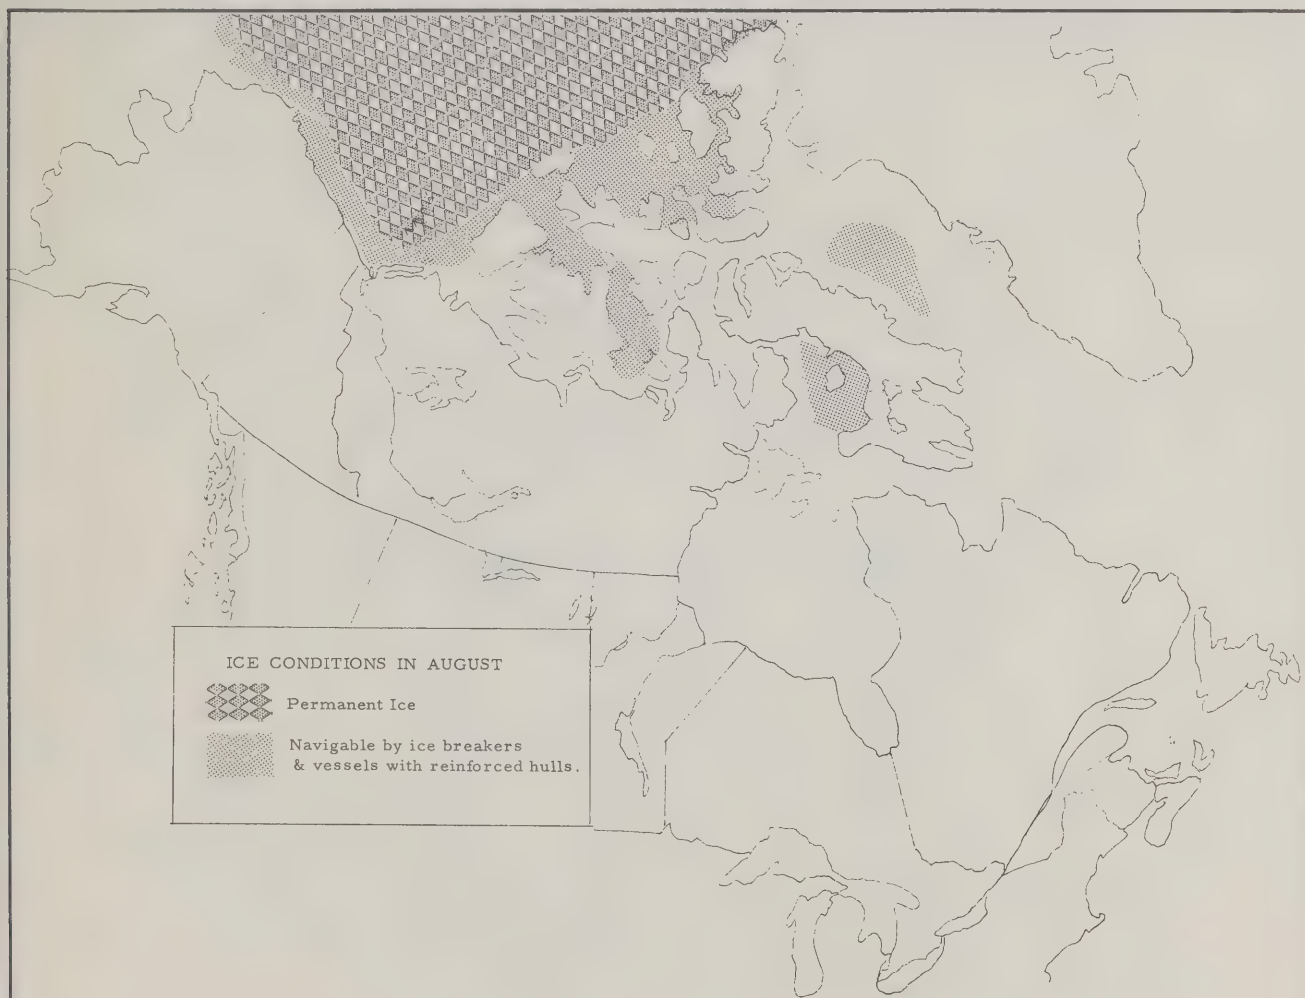 ICE CONDITIONS IN AUGUST
Permanent Ice
Navigable by ice breakers
& vessels with reinforced hulls.